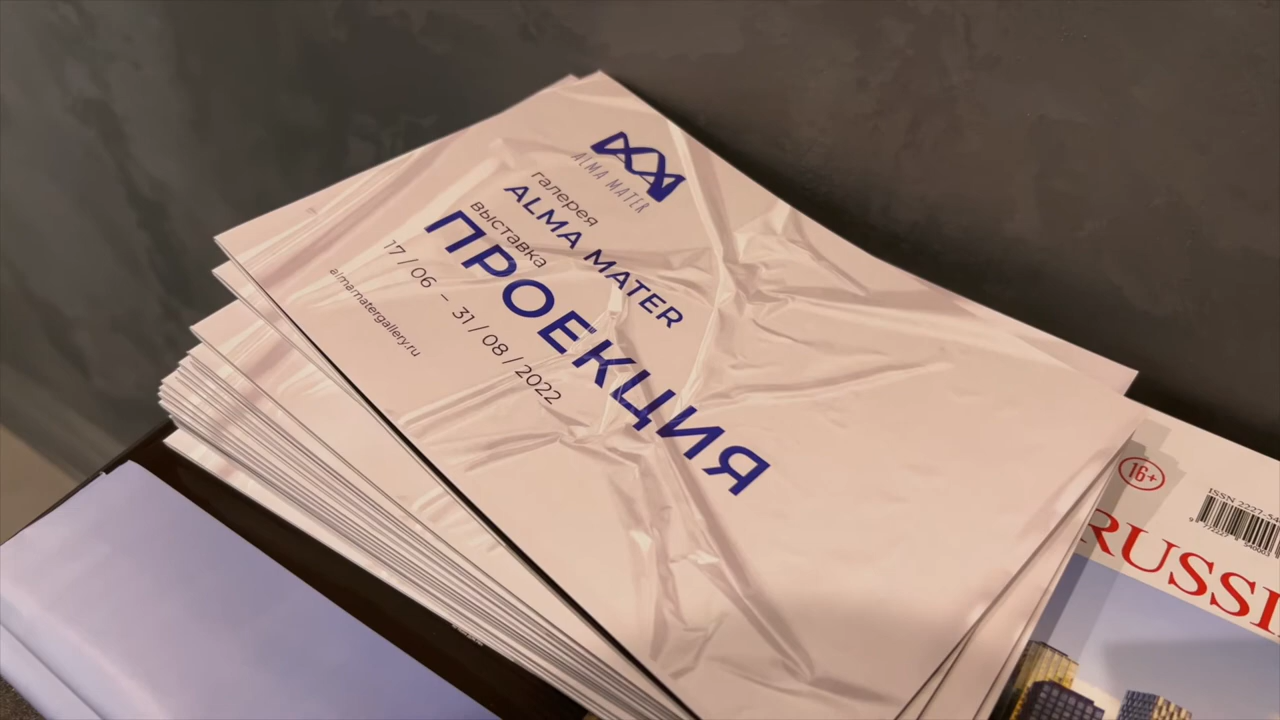 ALMA MATER
галерея
ALMA MATER
выставка
ПРОЕКЦИЯ
17 / 06 – 31 / 08 / 2022
almamatergallery.ru
16+
RUSSI